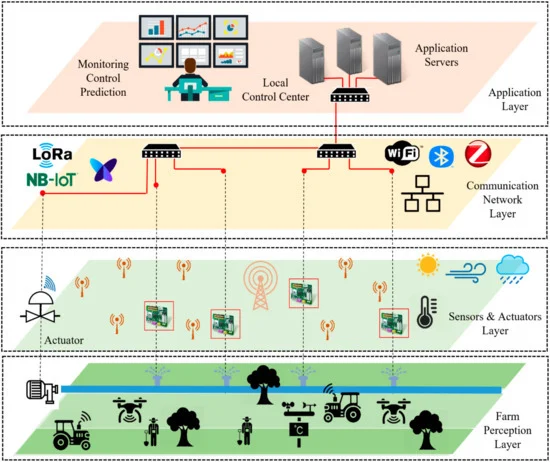 Monitoring
Control
Prediction
Local
Control Center
Application
Servers
Application
Layer
LoRa
NB-IoT
WiFi
Communication
Network
Layer
Actuator
Sensors & Actuators
Layer
°C
Farm
Perception
Layer